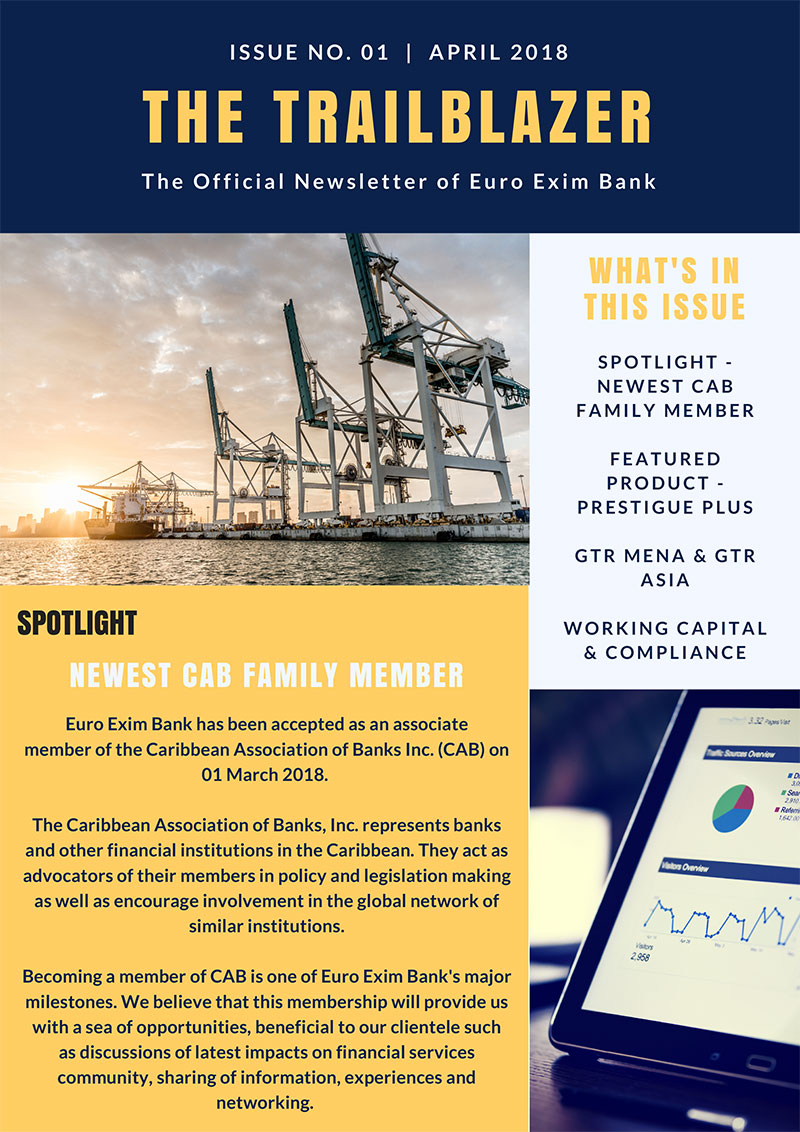 ISSUE NO. 01 | APRIL 2018
THE TRAILBLAZER
The Official Newsletter of Euro Exim Bank
WHAT'S IN
THIS ISSUE
SPOTLIGHT -
NEWEST CAB
FAMILY MEMBER
FEATURED
PRODUCT -
PRESTIGUE PLUS
GTR MENA & GTR
ASIA
WORKING CAPITAL
& COMPLIANCE
SPOTLIGHT
NEWEST CAB FAMILY MEMBER
Euro Exim Bank has been accepted as an associate
member of the Caribbean Association of Banks Inc. (CAB) on
01 March 2018.
The Caribbean Association of Banks, Inc. represents banks
and other financial institutions in the Caribbean. They act as
advocators of their members in policy and legislation making
as well as encourage involvement in the global network of
similar institutions.
Becoming a member of CAB is one of Euro Exim Bank's major
milestones. We believe that this membership will provide us
with a sea of opportunities, beneficial to our clientele such
as discussions of latest impacts on financial services
community, sharing of information, experiences and
networking.
3.32 Pages/Visit
Traffic Sources Overview
Visitors Overview
Visitors
2,958